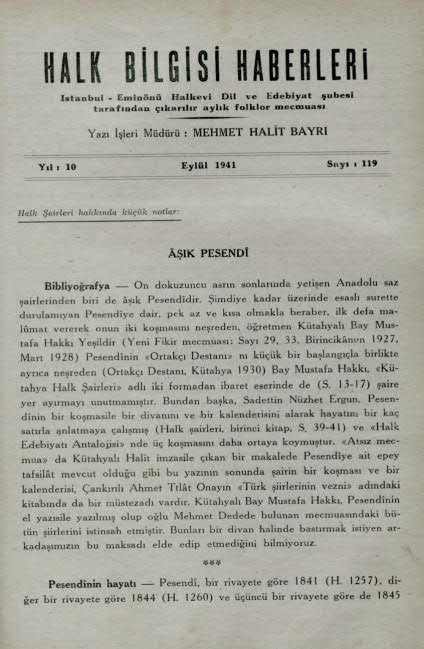 HALK BİLGİSİ HABERLERİ
İstanbul - Eminönü Halkevi Dil ve Edebiyat şubesi
tarafından çıkarılır aylık folklor mecmuası
Yazı İşleri Müdürü : MEHMET HALİT BAYRI
Yıl : 10 Eylül 1941 Sayı : 119
Halk Şairleri hakkında küçük notlar:
ÂŞIK PESENDÎ
Bibliyoğrafya — On dokuzuncu asrın sonlarında yetişen Anadolu saz
şairlerinden biri de âşık Pesendîdir. Şimdiye kadar üzerinde esaslı surette
durulamıyan Pesendîye dair, pek az ve kısa olmakla beraber, ilk defa ma-
lûmat vererek onun iki koşmasını neşreden, öğretmen Kütahyalı Bay Mus-
tafa Hakkı Yeşildir (Yeni Fikir mecmuası: Sayı 29, 33, Birincikânun 1927,
Mart 1928) Pesendînin «Ortakçı Destanı» nı küçük bir başlangıçla birlikte
ayrıca neşreden (Ortakçı Destanı, Kütahya 1930) Bay Mustafa Hakkı, «Kü-
tahya Halk Şairleri» adlı iki formadan ibaret eserinde de (S. 13-17) şaire
yer ayırmayı unutmamıştır. Bundan başka, Sadettin Nüzhet Ergun, Pesen-
dînin bir koşmasile bir divanını ve bir kalenderisini alarak hayatını bir kaç
satırla anlatmaya çalışmış (Halk şairleri, birinci kitap, S. 39-41) ve «Halk
Edebiyatı Antalojisi» nde üç koşmasını daha ortaya koymuştur. «Atsız mec-
mua» da Kütahyalı Halit imzasile çıkan bir makalede Pesendîye ait epey
tafsilât mevcut olduğu gibi bu yazının sonunda şairin bir koşması ve bir
kalenderisi, Çankırılı Ahmet Tılât Onayın «Türk şiirlerinin vezni» adındaki
kitabında da bir müstezadı vardır. Kütahyalı Bay Mustafa Hakkı, Pesendînin
el yazısile yazılmış olup oğlu Mehmet Dedede bulunan mecmuasındaki bü-
tün şiirlerini istinsah etmiştir. Bunları bir divan halinde bastırmak istiyen ar-
kadaşımızın bu maksadı elde edip etmediğini bilmiyoruz.
***
Pesendînin hayatı — Pesendî, bir rivayete göre 1841 (H. 1257), di-
ğer bir rivayete göre 1844 (H. 1260) ve üçüncü bir rivayete göre de 1845